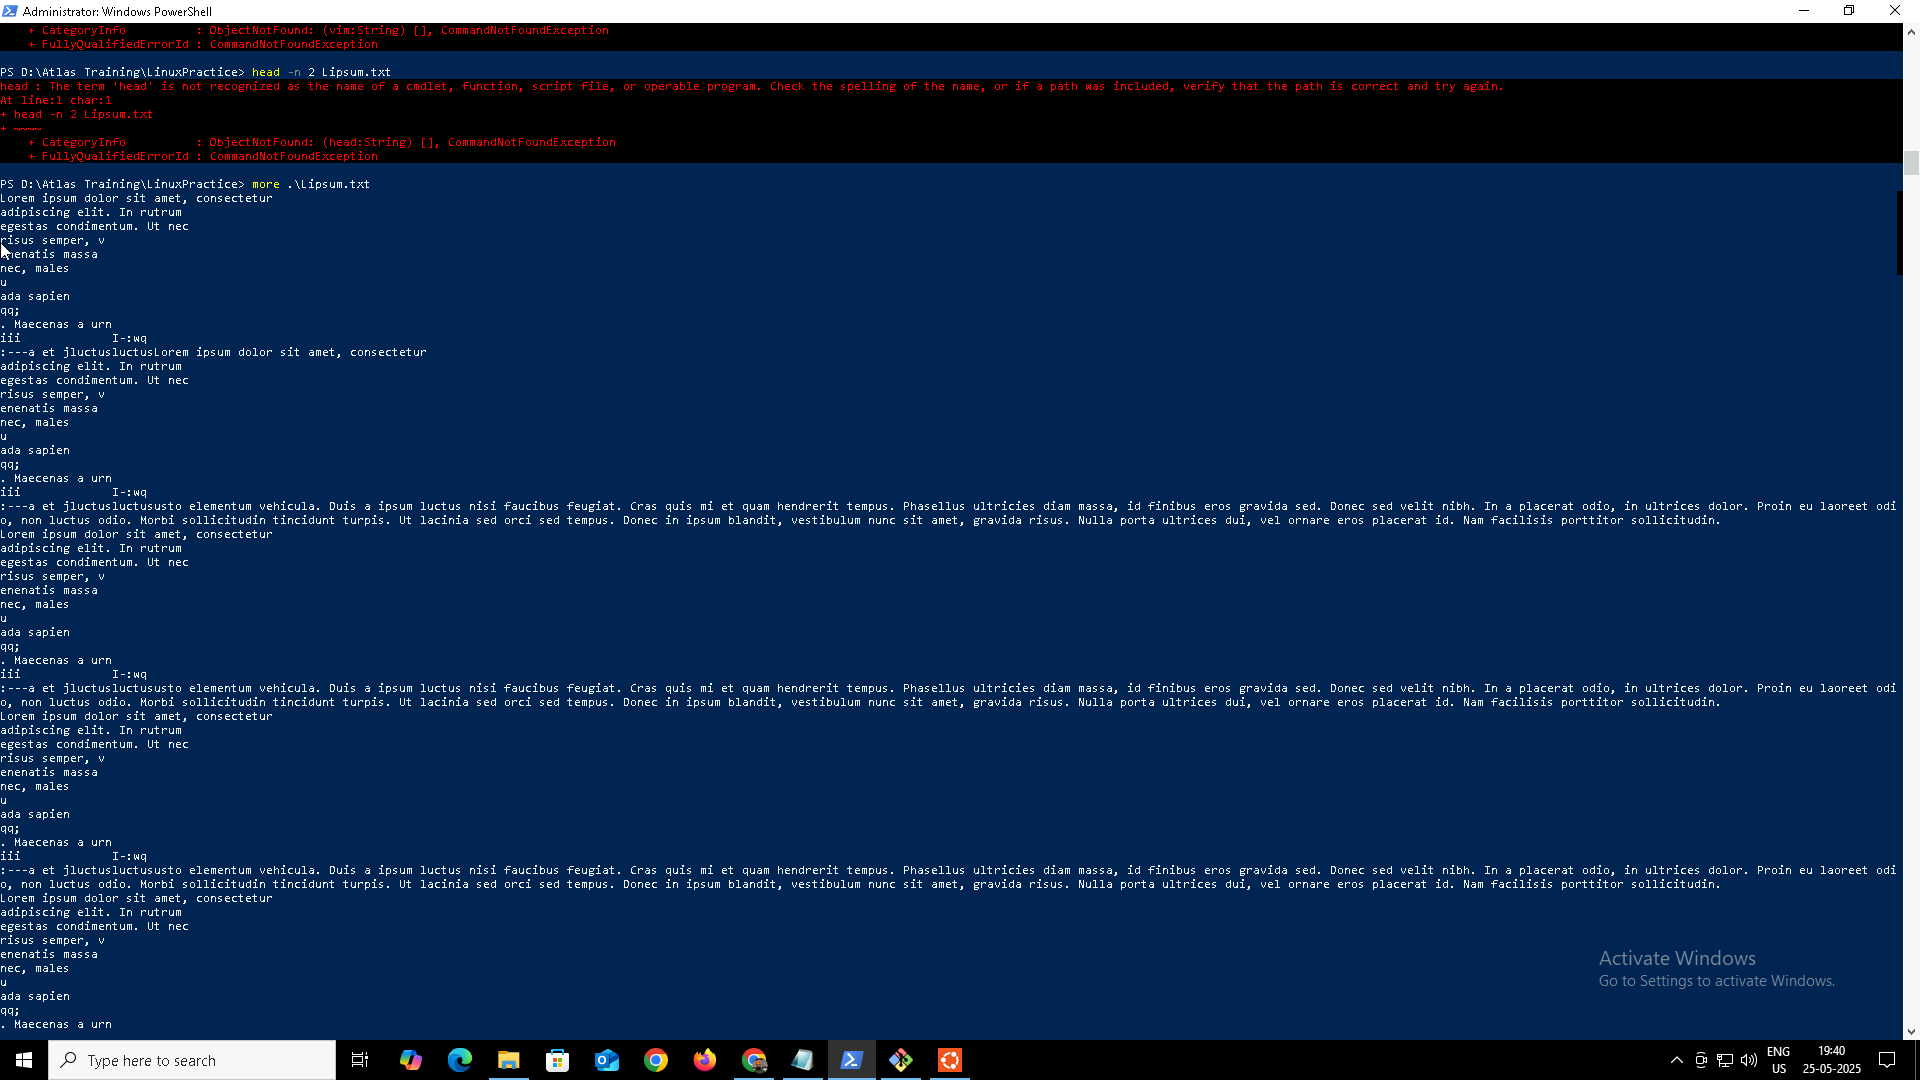 Administrator: Windows PowerShell
+ CategoryInfo          : ObjectNotFound: (vim:String) [], CommandNotFoundException
+ FullyQualifiedErrorId : CommandNotFoundException
PS D:\Atlas Training\LinuxPractice> head -n 2 Lipsum.txt
head : The term 'head' is not recognized as the name of a cmdlet, function, script file, or operable program. Check the spelling of the name, or if a path was included, verify that the path is correct and try again.
At line:1 char:1
+ head -n 2 Lipsum.txt
+ ~~~~
+ CategoryInfo          : ObjectNotFound: (head:String) [], CommandNotFoundException
+ FullyQualifiedErrorId : CommandNotFoundException
PS D:\Atlas Training\LinuxPractice> more .\Lipsum.txt
Lorem ipsum dolor sit amet, consectetur
adipiscing elit. In rutrum
egestas condimentum. Ut nec
risus semper, v
enenatis massa
nec, males
u
ada sapien
qq;
. Maecenas a urn
iii             I-:wq
:---a et jluctusluctusLorem ipsum dolor sit amet, consectetur
adipiscing elit. In rutrum
egestas condimentum. Ut nec
risus semper, v
enenatis massa
nec, males
u
ada sapien
qq;
. Maecenas a urn
iii             I-:wq
:---a et jluctusluctususto elementum vehicula. Duis a ipsum luctus nisi faucibus feugiat. Cras quis mi et quam hendrerit tempus. Phasellus ultricies diam massa, id finibus eros gravida sed. Donec sed velit nibh. In a placerat odio, in ultrices dolor. Proin eu laoreet odi
o, non luctus odio. Morbi sollicitudin tincidunt turpis. Ut lacinia sed orci sed tempus. Donec in ipsum blandit, vestibulum nunc sit amet, gravida risus. Nulla porta ultrices dui, vel ornare eros placerat id. Nam facilisis porttitor sollicitudin.
Lorem ipsum dolor sit amet, consectetur
adipiscing elit. In rutrum
egestas condimentum. Ut nec
risus semper, v
enenatis massa
nec, males
u
ada sapien
qq;
. Maecenas a urn
iii             I-:wq
:---a et jluctusluctususto elementum vehicula. Duis a ipsum luctus nisi faucibus feugiat. Cras quis mi et quam hendrerit tempus. Phasellus ultricies diam massa, id finibus eros gravida sed. Donec sed velit nibh. In a placerat odio, in ultrices dolor. Proin eu laoreet odi
o, non luctus odio. Morbi sollicitudin tincidunt turpis. Ut lacinia sed orci sed tempus. Donec in ipsum blandit, vestibulum nunc sit amet, gravida risus. Nulla porta ultrices dui, vel ornare eros placerat id. Nam facilisis porttitor sollicitudin.
Lorem ipsum dolor sit amet, consectetur
adipiscing elit. In rutrum
egestas condimentum. Ut nec
risus semper, v
enenatis massa
nec, males
u
ada sapien
qq;
. Maecenas a urn
iii             I-:wq
:---a et jluctusluctususto elementum vehicula. Duis a ipsum luctus nisi faucibus feugiat. Cras quis mi et quam hendrerit tempus. Phasellus ultricies diam massa, id finibus eros gravida sed. Donec sed velit nibh. In a placerat odio, in ultrices dolor. Proin eu laoreet odi
o, non luctus odio. Morbi sollicitudin tincidunt turpis. Ut lacinia sed orci sed tempus. Donec in ipsum blandit, vestibulum nunc sit amet, gravida risus. Nulla porta ultrices dui, vel ornare eros placerat id. Nam facilisis porttitor sollicitudin.
Lorem ipsum dolor sit amet, consectetur
adipiscing elit. In rutrum
egestas condimentum. Ut nec
risus semper, v
enenatis massa
nec, males
u
ada sapien
qq;
. Maecenas a urn
Activate Windows
Go to Settings to activate Windows.
Type here to search
ENG
US
19:40
25-05-2025